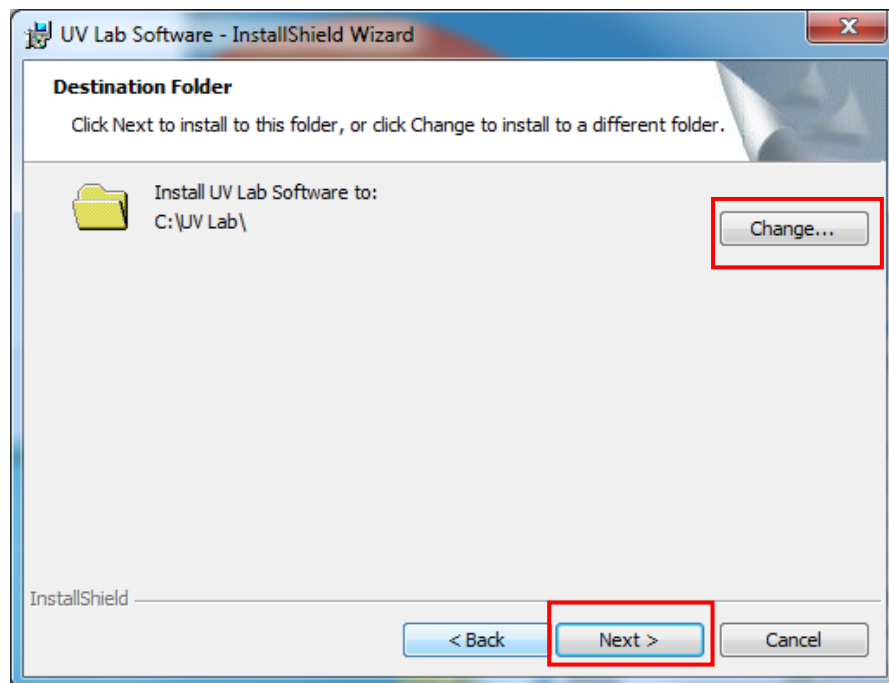 UV Lab Software - InstallShield Wizard
Destination Folder
Click Next to install to this folder, or click Change to install to a different folder.
Install UV Lab Software to:
C:\UV Lab\
Change...
InstallShield
< Back
Next >
Cancel